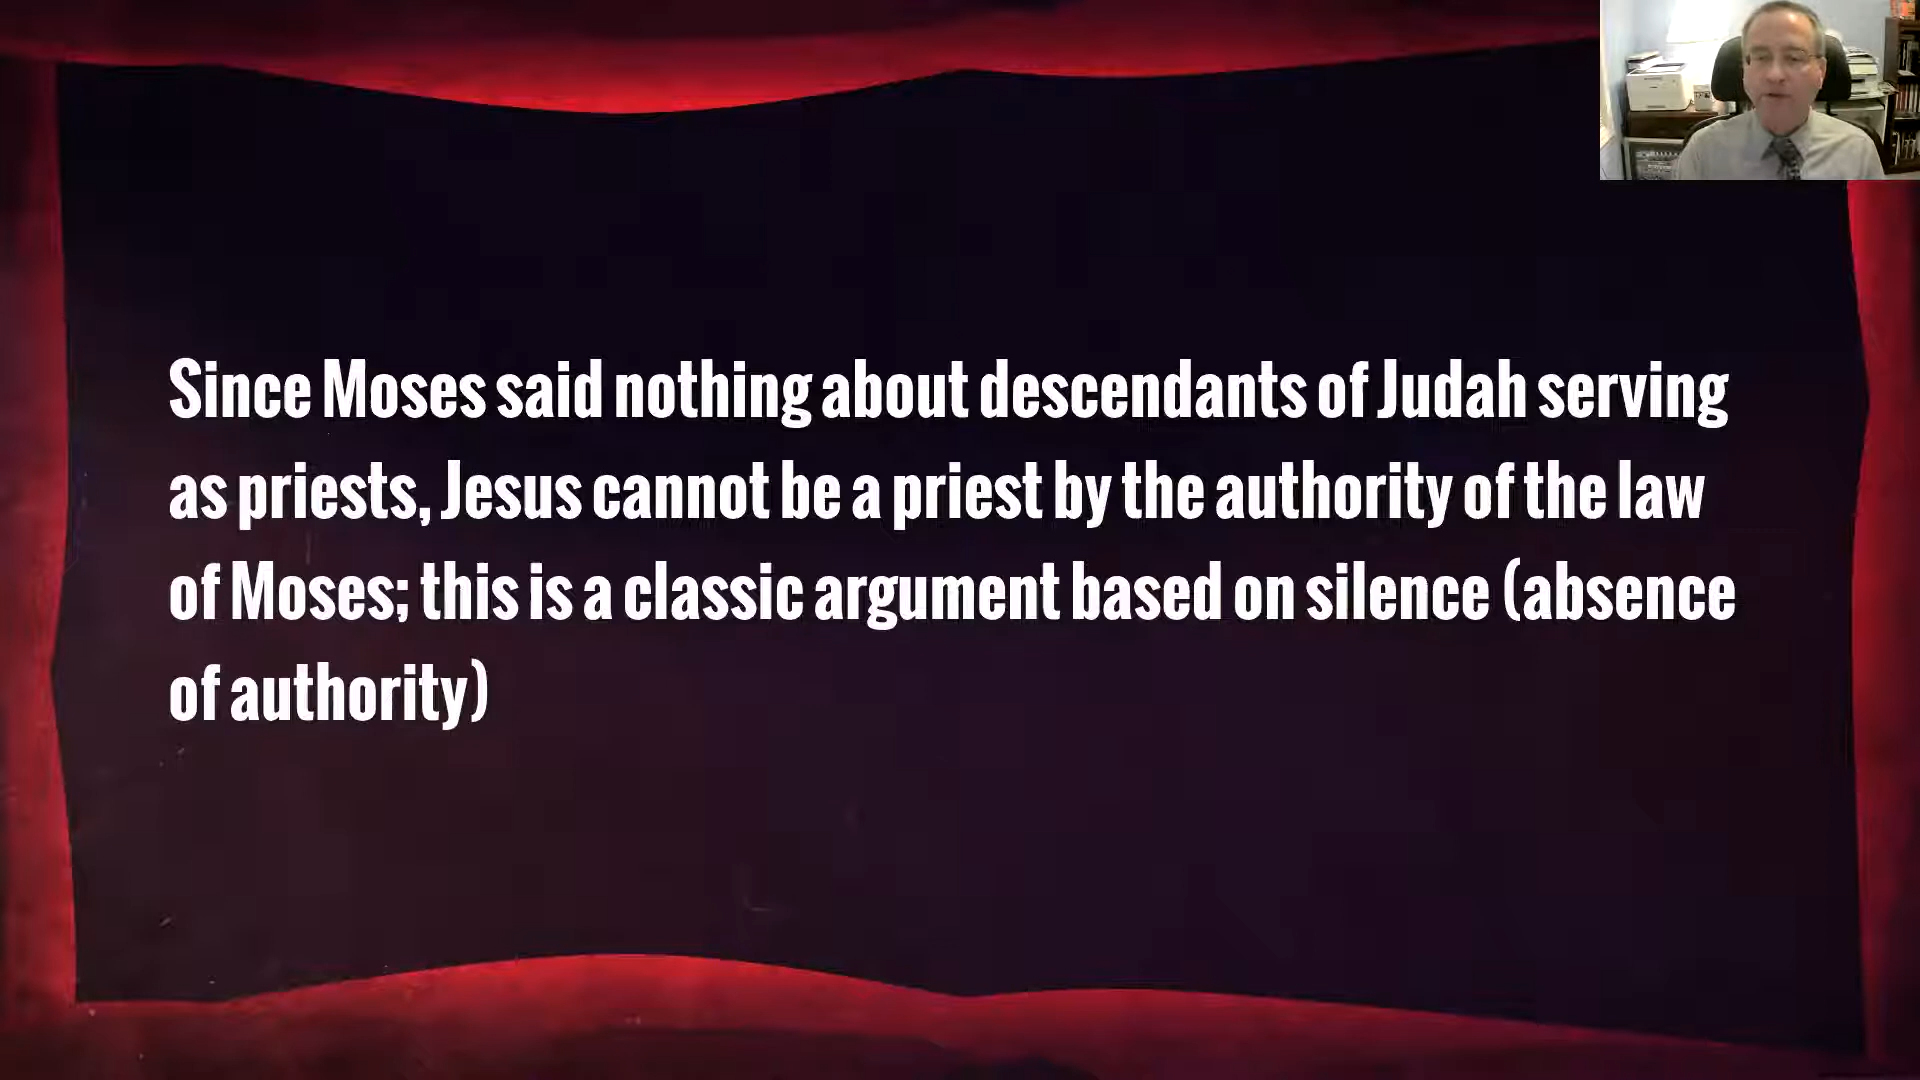 Since Moses said nothing about descendants of Judah serving
as priests, Jesus cannot be a priest by the authority of the law
of Moses; this is a classic argument based on silence (absence
of authority)